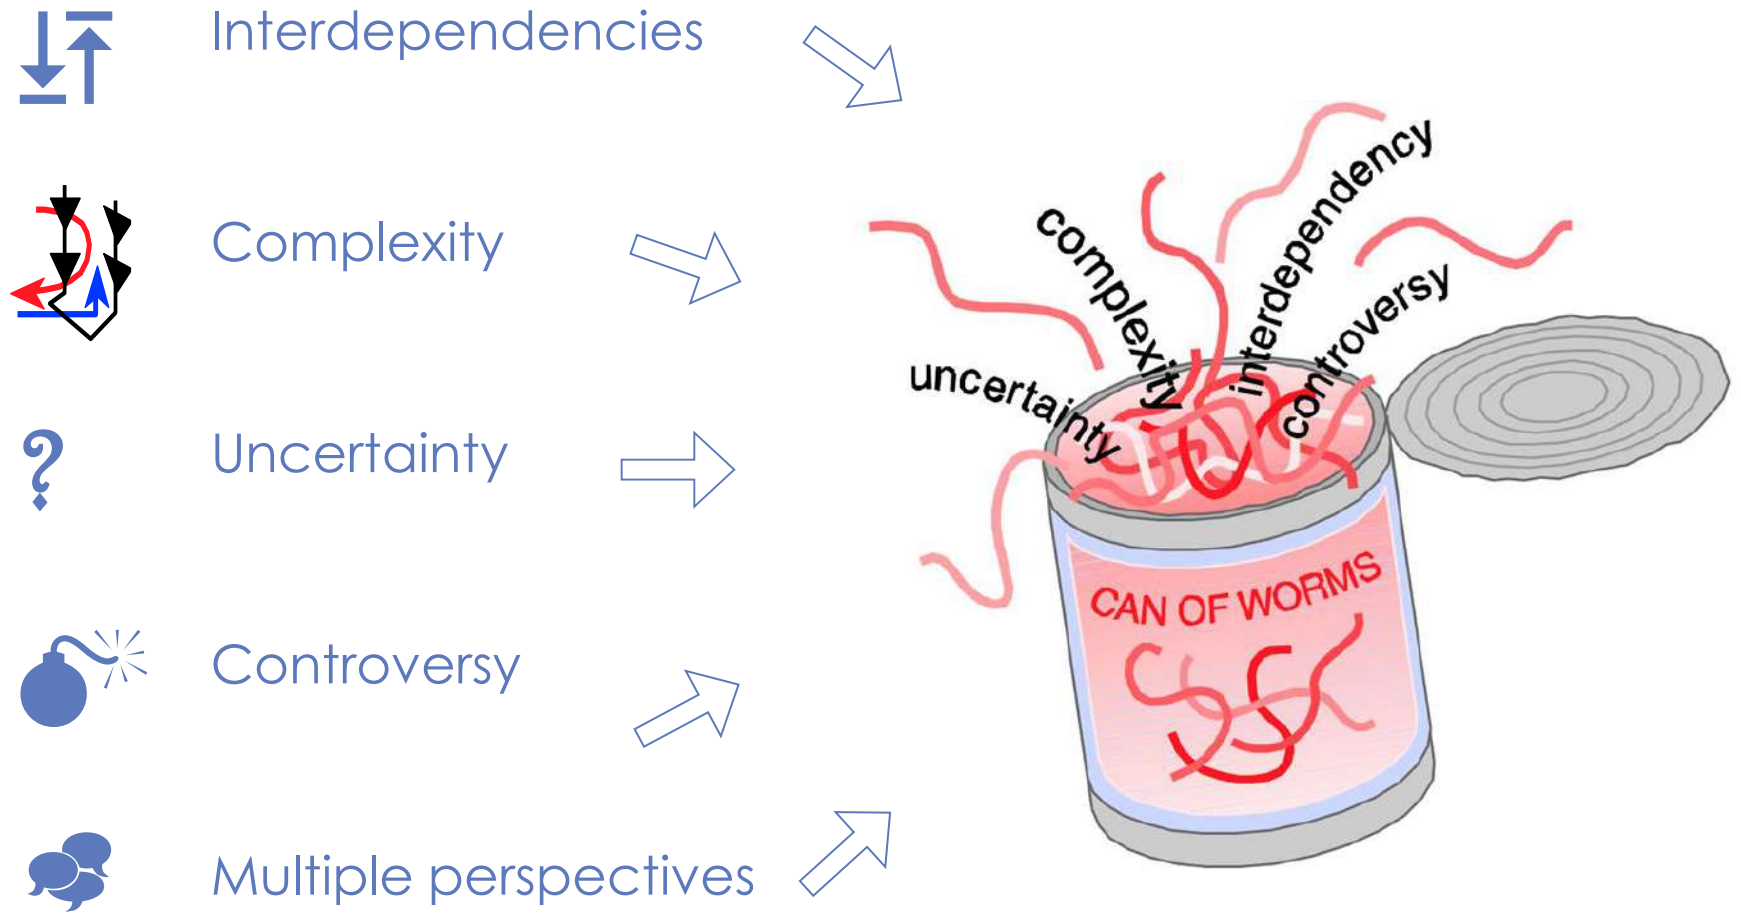 Interdependencies
Complexity
Uncertainty
Controversy
Multiple perspectives
uncertainty
complexity
interdependency
controversy
CAN OF WORMS